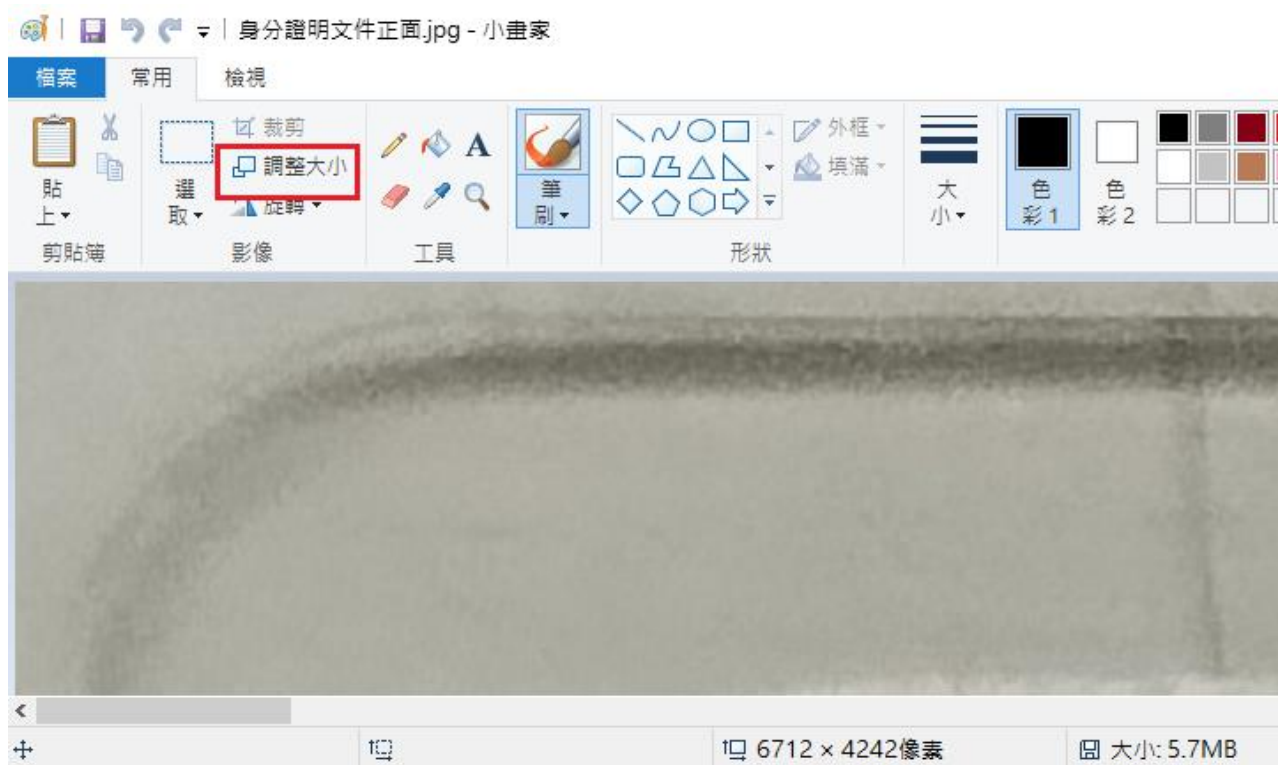 身分證明文件正面.jpg - 小畫家
檔案 常用 檢視
貼上
剪貼簿
選取
裁剪
調整大小
旋轉
影像
A
工具
筆刷
外框
填滿
形狀
大小
色彩 1
色彩 2
6712 × 4242像素
大小: 5.7MB